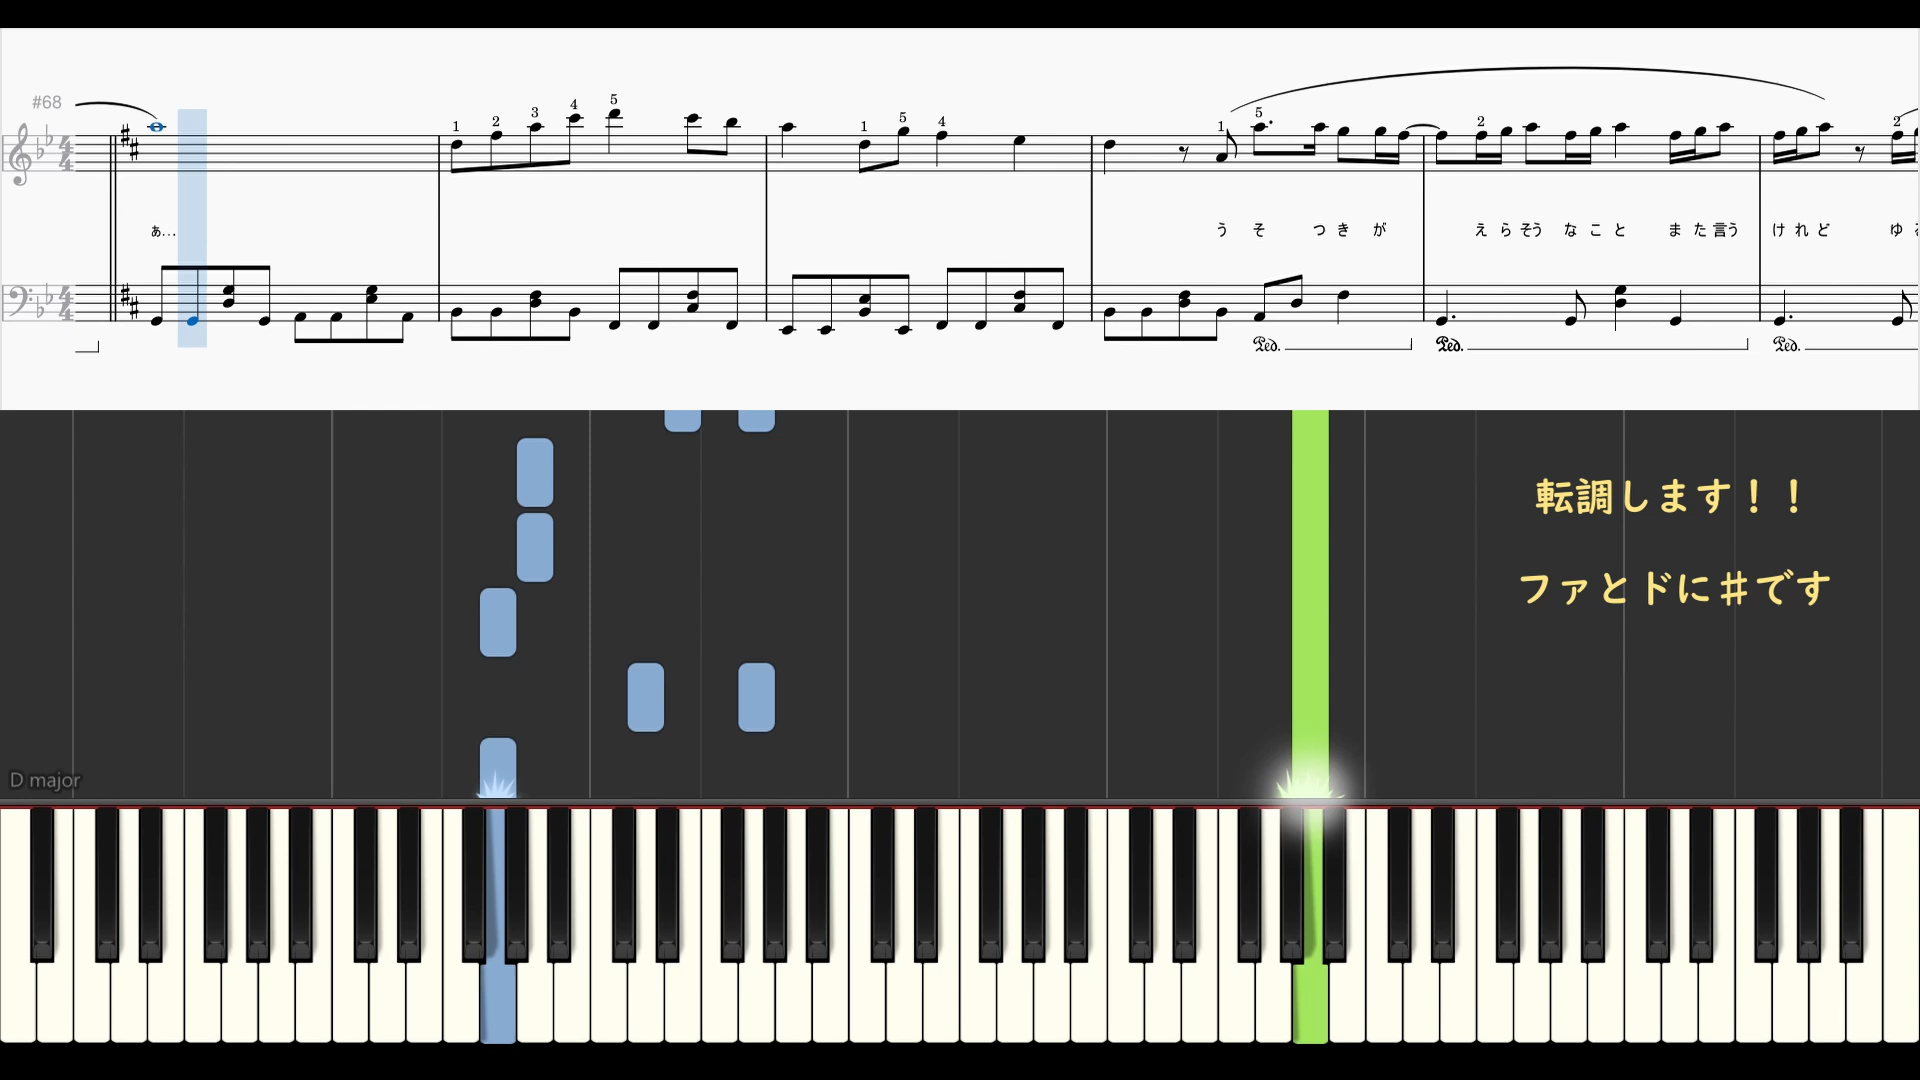 #68
1 2 3 4 5 1 5 4 1 5 2 2
ぁ… う そ つ き が え ら そう な こ と ま た 言う け れ ど ゆ
Ped. Ped. Ped.
転調します！！
ファとドに♯です
D major